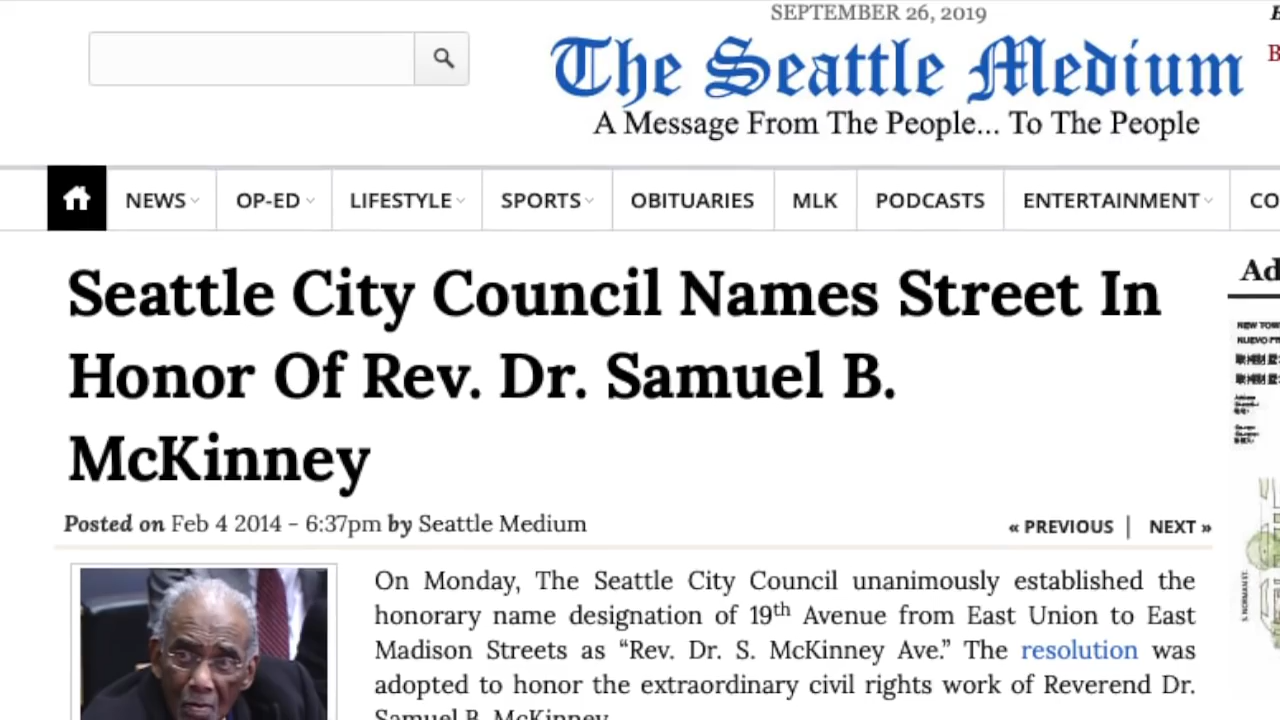 SEPTEMBER 26, 2019
The Seattle Medium
A Message From The People... To The People
NEWS OP-ED LIFESTYLE SPORTS OBITUARIES MLK PODCASTS ENTERTAINMENT CO
Ad
Seattle City Council Names Street In
Honor Of Rev. Dr. Samuel B.
McKinney
Posted on Feb 4 2014 - 6:37pm by Seattle Medium
« PREVIOUS | NEXT »
On Monday, The Seattle City Council unanimously established the
honorary name designation of 19th Avenue from East Union to East
Madison Streets as “Rev. Dr. S. McKinney Ave.” The resolution was
adopted to honor the extraordinary civil rights work of Reverend Dr.
Samuel B. McKinney